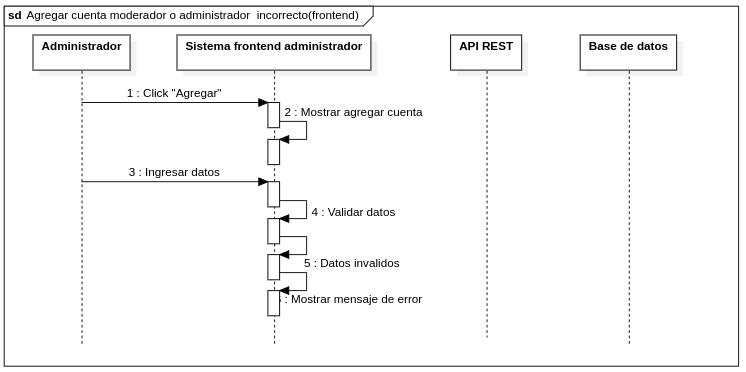 sd Agregar cuenta moderador o administrador incorrecto(frontend)
Administrador
Sistema frontend administrador
API REST
Base de datos
1 : Click "Agregar"
2 : Mostrar agregar cuenta
3 : Ingresar datos
4 : Validar datos
5 : Datos invalidos
: Mostrar mensaje de error